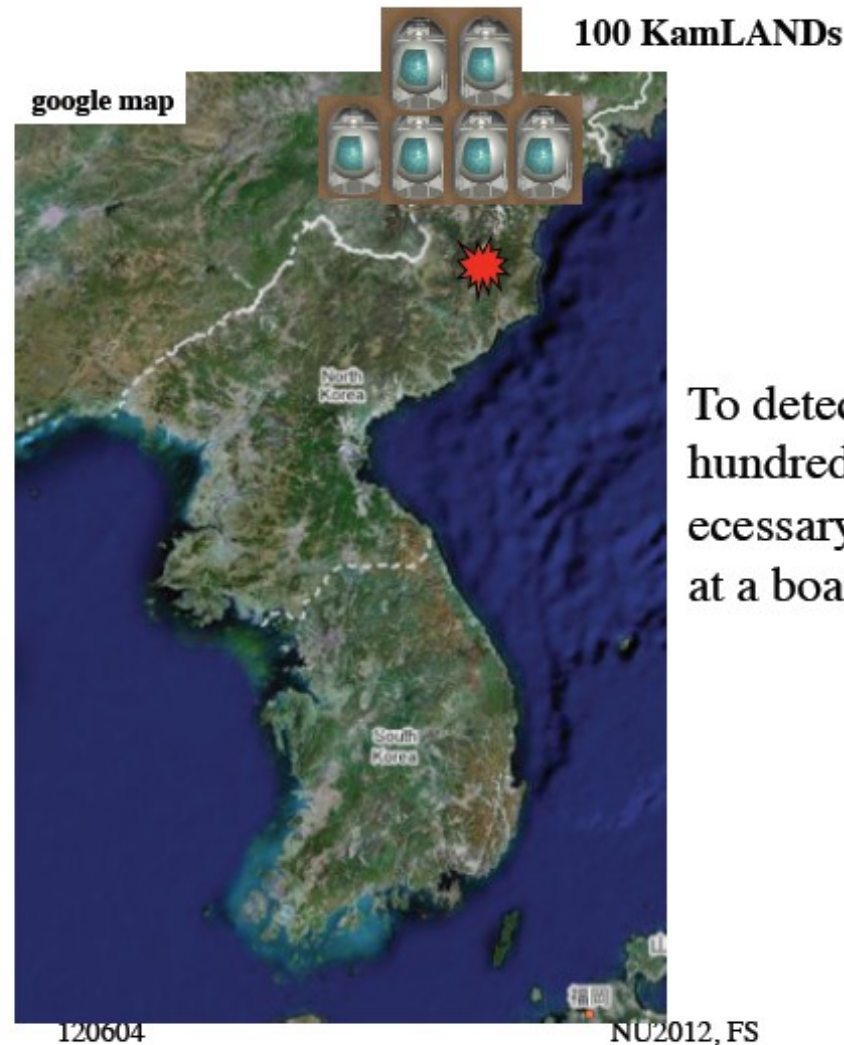 100 KamLANDs
google map
North
Korea
To detec
hundred
ecessary
at a boa
South
Korea
山
福岡
120604
NU2012, FS